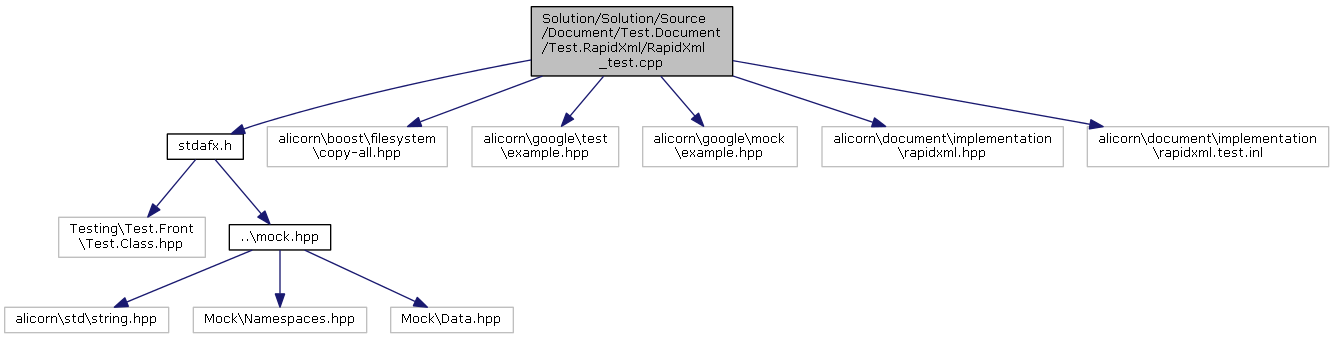 Solution/Solution/Source
/Document/Test.Document
/Test.RapidXml/RapidXml
_test.cpp
stdafx.h
alicorn\boost\filesystem
\copy-all.hpp
alicorn\google\test
\example.hpp
alicorn\google\mock
\example.hpp
alicorn\document\implementation
\rapidxml.hpp
alicorn\document\implementation
\rapidxml.test.inl
Testing\Test.Front
\Test.Class.hpp
..\mock.hpp
alicorn\std\string.hpp
Mock\Namespaces.hpp
Mock\Data.hpp